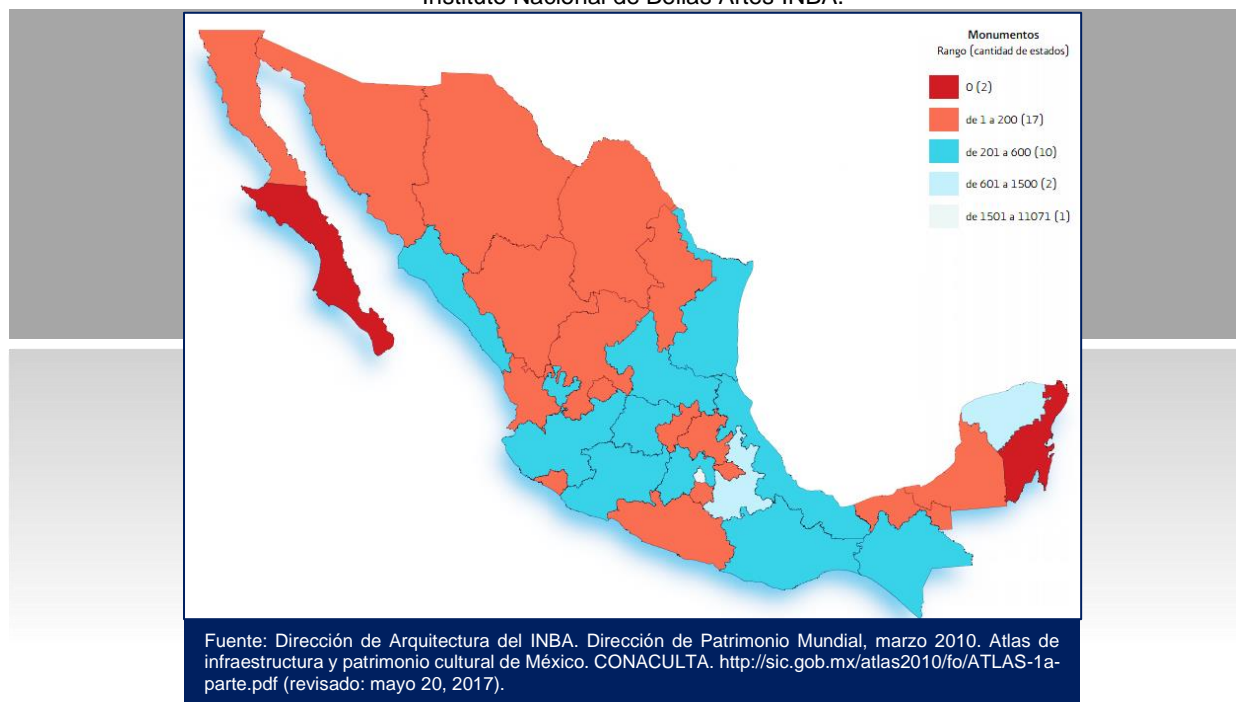 Instituto Nacional de Bellas Artes INBA.
Monumentos
Rango (cantidad de estados)
0 (2)
de 1 a 200 (17)
de 201 a 600 (10)
de 601 a 1500 (2)
de 1501 a 11071 (1)
Fuente: Dirección de Arquitectura del INBA. Dirección de Patrimonio Mundial, marzo 2010. Atlas de
infraestructura y patrimonio cultural de México. CONACULTA. http://sic.gob.mx/atlas2010/fo/ATLAS-1a-
parte.pdf (revisado: mayo 20, 2017).